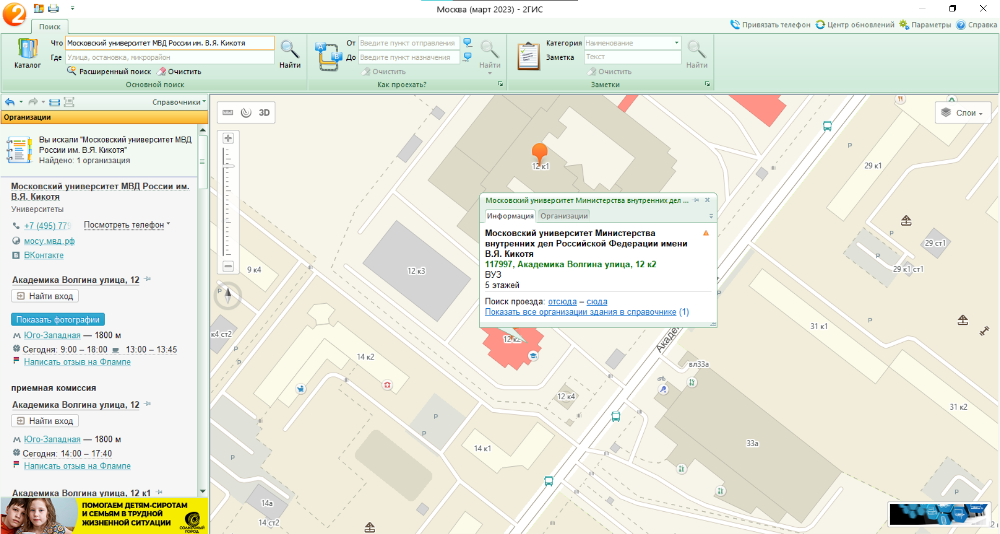 Москва (март 2023) - 2ГИС
Поиск
Привязать телефон
Центр обновлений
Параметры
Справка
Каталог
Что
Московский университет МВД России им. В.Я. Кикотя
Где
Улица, остановка, микрорайон
Расширенный поиск
Очистить
Найти
Основной поиск
A
B
От
Введите пункт отправления
До
Введите пункт назначения
Очистить
Найти
Как проехать?
Категория
Наименование
Заметка
Текст
Очистить
Найти
Заметки
Справочники
Организации
Вы искали "Московский университет МВД
России им. В.Я. Кикотя"
Найдено: 1 организация
Московский университет МВД России им.
В.Я. Кикотя
Университеты
+7 (495) 779
Посмотреть телефон
мосу.мвд.рф
ВКонтакте
Академика Волгина улица, 12
Найти вход
Показать фотографии
Юго-Западная — 1800 м
Сегодня: 9:00 – 18:00 13:00 – 13:45
Написать отзыв на Флампе
приемная комиссия
Академика Волгина улица, 12
Найти вход
Юго-Западная — 1800 м
Сегодня: 14:00 – 17:40
Написать отзыв на Флампе
Академика Волгина улица, 12 к1
ПОМОГАЕМ ДЕТЯМ-СИРОТАМ
И СЕМЬЯМ В ТРУДНОЙ
ЖИЗНЕННОЙ СИТУАЦИИ
СОЛНЕЧНЫЙ
ГОРОД
3D
Слои
12 к1
P
29 к1
Московский университет Министерства внутренних дел ...
Информация
Организации
Московский университет Министерства
внутренних дел Российской Федерации имени
В.Я. Кикотя
117997, Академика Волгина улица, 12 к2
ВУЗ
5 этажей
Поиск проезда: отсюда – сюда
Показать все организации здания в справочнике (1)
P
29 ст1
P
29 к1 ст1
9 к4
12 к3
P
P
к4 ст2
12 к2
Акаде
P
31 к1
P
P
14 к2
вл33а
12 к4
31 к2
P
P
14 к1
33а
P
P
14а
14 ст2